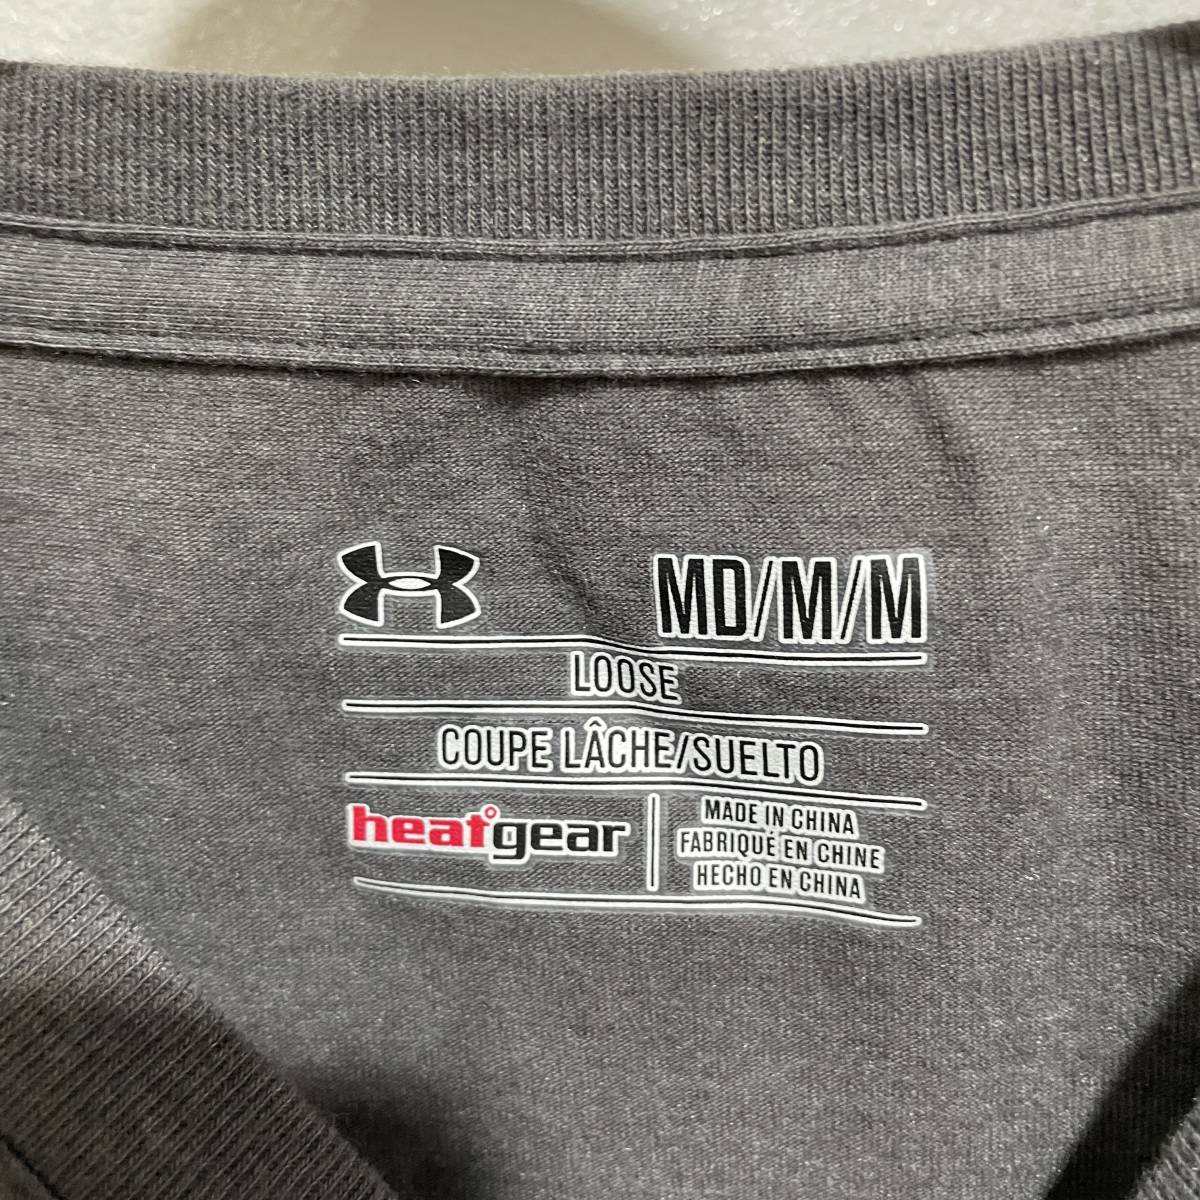 MD/M/M
LOOSE
COUPE LÂCHE/SUELTO
heatgear
MADE IN CHINA
FABRIQUÉ EN CHINE
HECHO EN CHINA